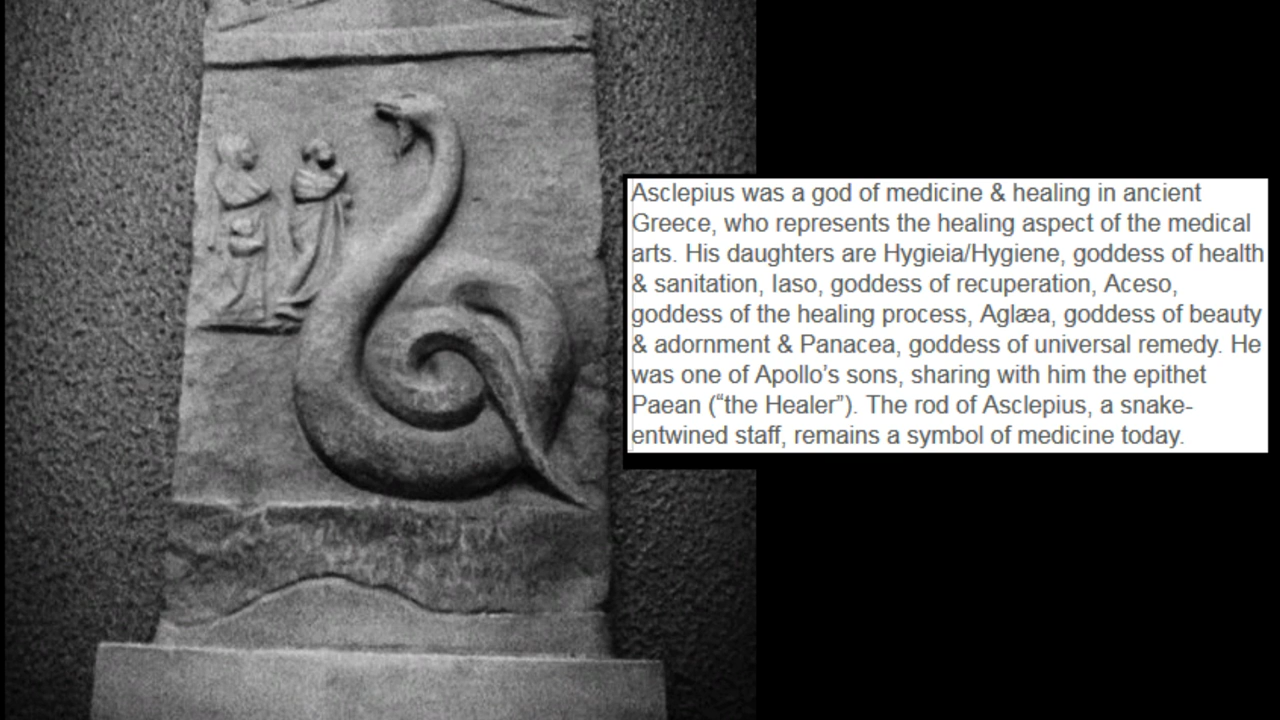 Asclepius was a god of medicine & healing in ancient
Greece, who represents the healing aspect of the medical
arts. His daughters are Hygieia/Hygiene, goddess of health
& sanitation, Iaso, goddess of recuperation, Aceso,
goddess of the healing process, Aglæa, goddess of beauty
& adornment & Panacea, goddess of universal remedy. He
was one of Apollo’s sons, sharing with him the epithet
Paean (“the Healer”). The rod of Asclepius, a snake-
entwined staff, remains a symbol of medicine today.